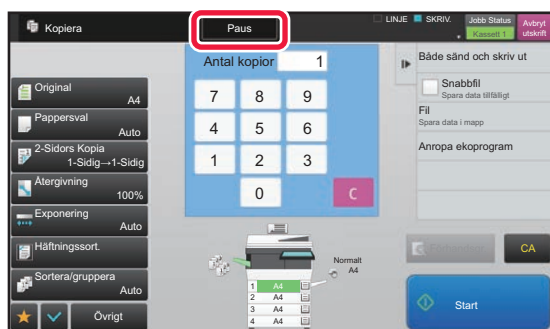 Kopiera
Paus
LINJE
SKRIV.
Jobb Status
Kassett 1
Avbryt
utskrift
Antal kopior
1
7 8 9
4 5 6
1 2 3
0 C
Original
A4
Pappersval
Auto
2-Sidors Kopia
1-Sidig→1-Sidig
Återgivning
100%
Exponering
Auto
Häftningssort.
Sortera/gruppera
Auto
Övrigt
Normalt
A4
1 A4
2 A4
3 A4
4 A4
Både sänd och skriv ut
Snabbfil
Spara data tillfälligt
Fil
Spara data i mapp
Anropa ekoprogram
CA
Start